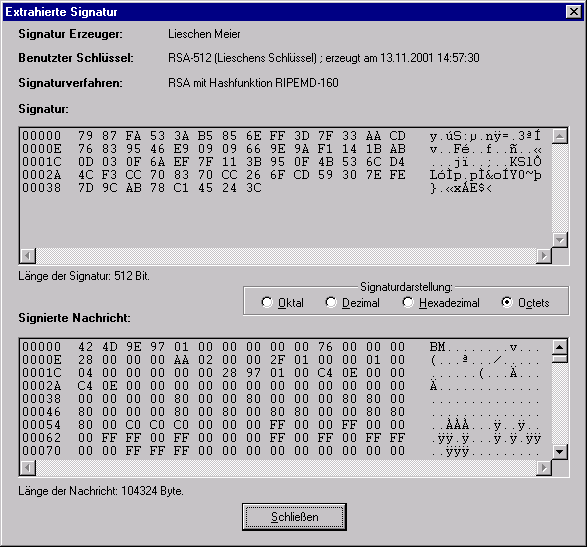 Extrahierte Signatur
Signatur Erzeuger: Lieschen Meier
Benutzter Schlüssel: RSA-512 (Lieschens Schlüssel) ; erzeugt am 13.11.2001 14:57:30
Signaturverfahren: RSA mit Hashfunktion RIPEMD-160
Signatur:
00000 79 87 FA 53 3A B5 85 6E FF 3D 7F 33 AA CD y.úS:µ.nÿ=.3ªÍ
0000E 76 83 95 46 E9 09 09 66 9E 9A F1 14 1B AB v..Fé..f..ñ..«
0001C 0D 03 0F 6A EF 7F 11 3B 95 0F 4B 53 6C D4 ...jï..;..KSlÔ
0002A 4C F3 CC 70 83 70 CC 26 6F CD 59 30 7E FE LóÌp.pÌ&oÍY0~þ
00038 7D 9C AB 78 C1 45 24 3C }.«xÁE$<
Länge der Signatur: 512 Bit.
Signaturdarstellung:
Oktal Dezimal Hexadezimal Octets
Signierte Nachricht:
00000 42 4D 9E 97 01 00 00 00 00 00 76 00 00 00 BM........v...
0000E 28 00 00 00 AA 02 00 00 2F 01 00 00 01 00 (...ª.../.....
0001C 04 00 00 00 00 00 28 97 01 00 C4 0E 00 00 ......(...Ä...
0002A C4 0E 00 00 00 00 00 00 00 00 00 00 00 00 Ä.............
00038 00 00 00 00 80 00 00 80 00 00 00 80 80 00 ..............
00046 80 00 00 00 80 00 80 00 80 80 00 00 80 80 ..............
00054 80 00 C0 C0 C0 00 00 00 FF 00 00 FF 00 00 ..ÀÀÀ...ÿ..ÿ..
00062 00 FF FF 00 FF 00 00 00 FF 00 FF 00 FF FF .ÿÿ.ÿ...ÿ.ÿ.ÿÿ
00070 00 00 FF FF FF 00 00 00 00 00 00 00 00 00 ..ÿÿÿ.........
Länge der Nachricht: 104324 Byte.
Schließen